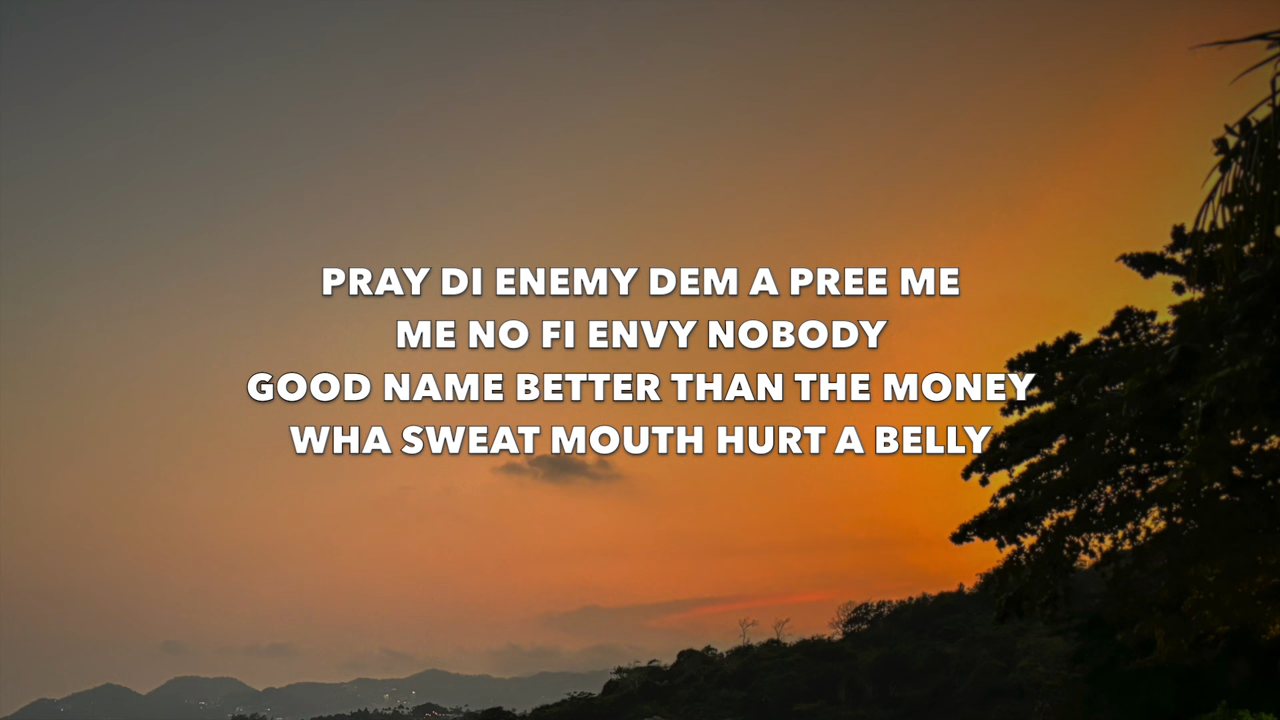 PRAY DI ENEMY DEM A PREE ME
ME NO FI ENVY NOBODY
GOOD NAME BETTER THAN THE MONEY
WHA SWEAT MOUTH HURT A BELLY